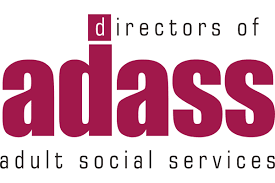 directors of
adass
adult social services